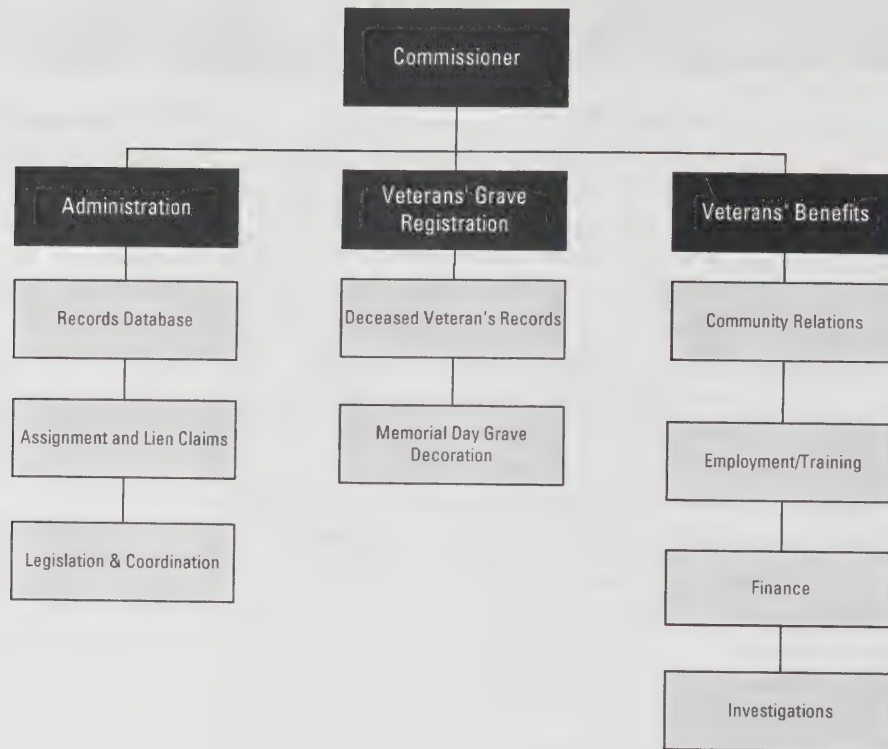 Commissioner
Administration
Veterans' Grave
Registration
Veterans' Benefits
Records Database
Deceased Veteran's Records
Community Relations
Assignment and Lien Claims
Memorial Day Grave
Decoration
Employment/Training
Legislation & Coordination
Finance
Investigations